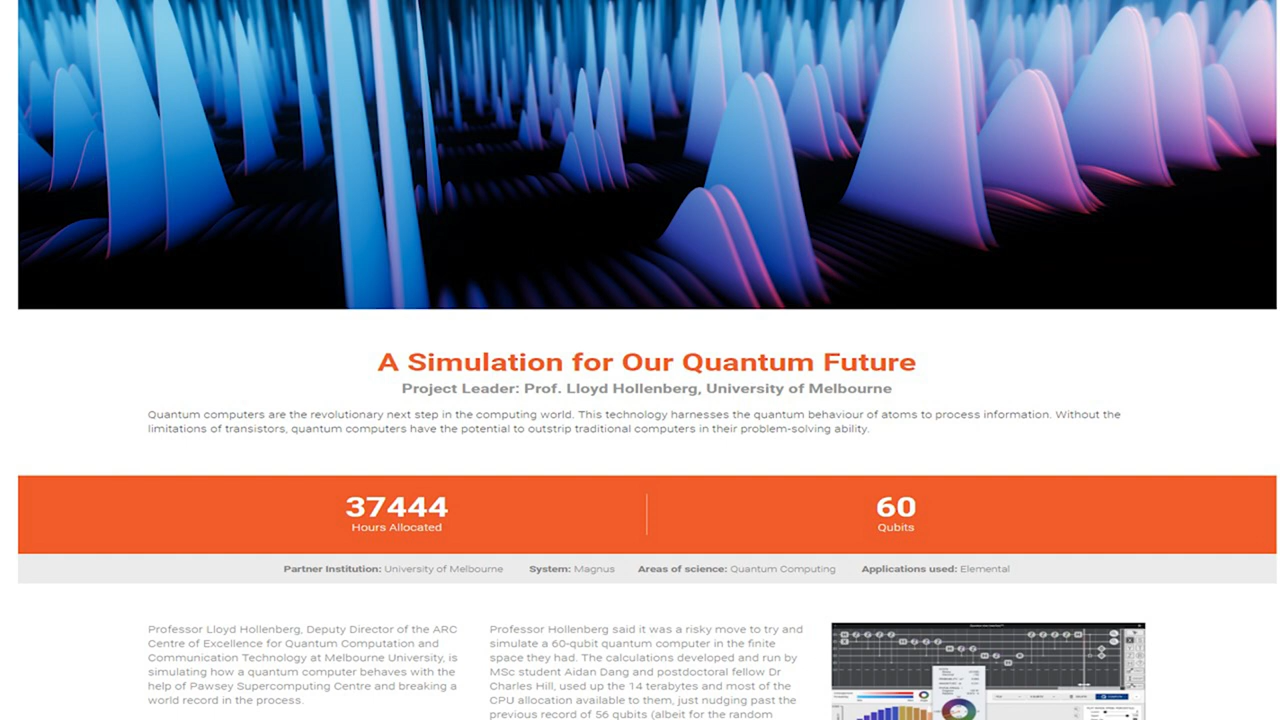 A Simulation for Our Quantum Future
Project Leader: Prof. Lloyd Hollenberg, University of Melbourne
Quantum computers are the revolutionary next step in the computing world. This technology harnesses the quantum behaviour of atoms to process information. Without the
limitations of transistors, quantum computers have the potential to outstrip traditional computers in their problem-solving ability.
37444
Hours Allocated
60
Qubits
Partner Institution: University of Melbourne System: Magnus Areas of science: Quantum Computing Applications used: Elemental
Professor Lloyd Hollenberg, Deputy Director of the ARC
Centre of Excellence for Quantum Computation and
Communication Technology at Melbourne University, is
simulating how a quantum computer behaves with the
help of Pawsey Supercomputing Centre and breaking a
world record in the process.
Professor Hollenberg said it was a risky move to try and
simulate a 60-qubit quantum computer in the finite
space they had. The calculations developed and run by
MSc student Aidan Dang and postdoctoral fellow Dr
Charles Hill, used up the 14 terabytes and most of the
CPU allocation available to them, just nudging past the
previous record of 56 qubits (albeit for the random